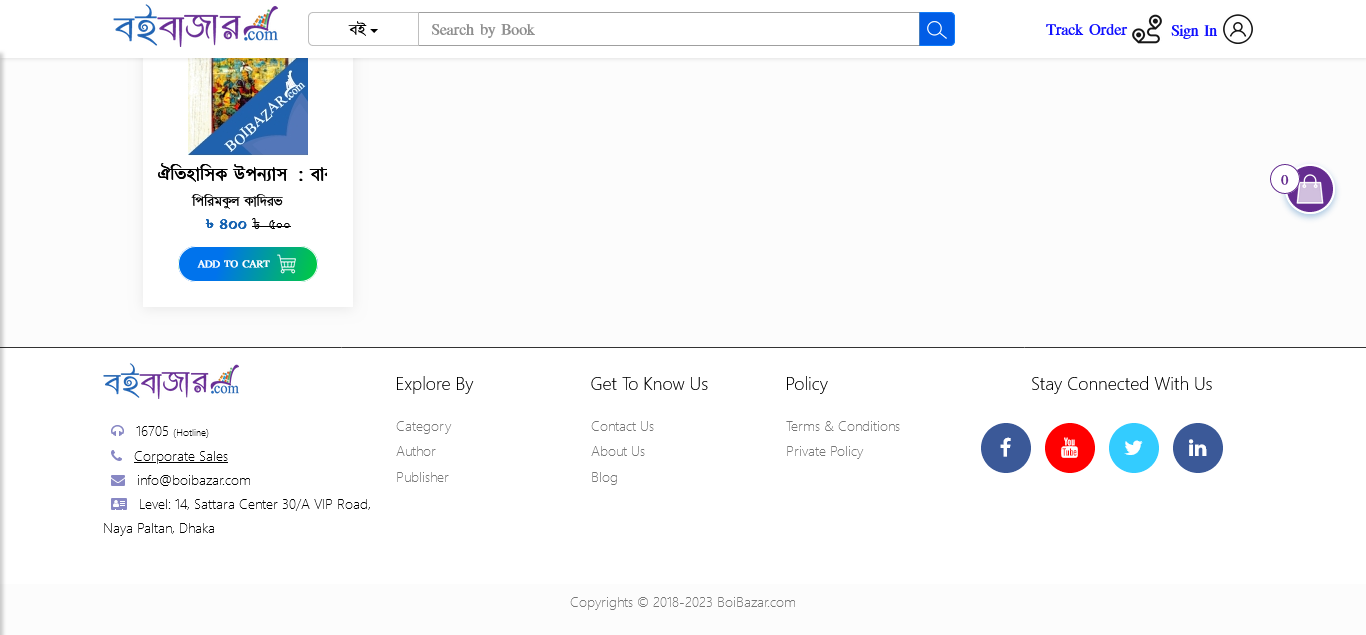 বইবাজার.com
বই
Search by Book
Track Order
Sign In
BOIBAZAR.com
0
ঐতিহাসিক উপন্যাস : বাব
পিরিমকুল কাদিরভ
৳ ৪০০ ৳ ৫০০
ADD TO CART
বইবাজার.com
16705 (Hotline)
Corporate Sales
info@boibazar.com
Level: 14, Sattara Center 30/A VIP Road,
Naya Paltan, Dhaka
Explore By
Category
Author
Publisher
Get To Know Us
Contact Us
About Us
Blog
Policy
Terms & Conditions
Private Policy
Stay Connected With Us
You
Tube
Copyrights © 2018-2023 BoiBazar.com